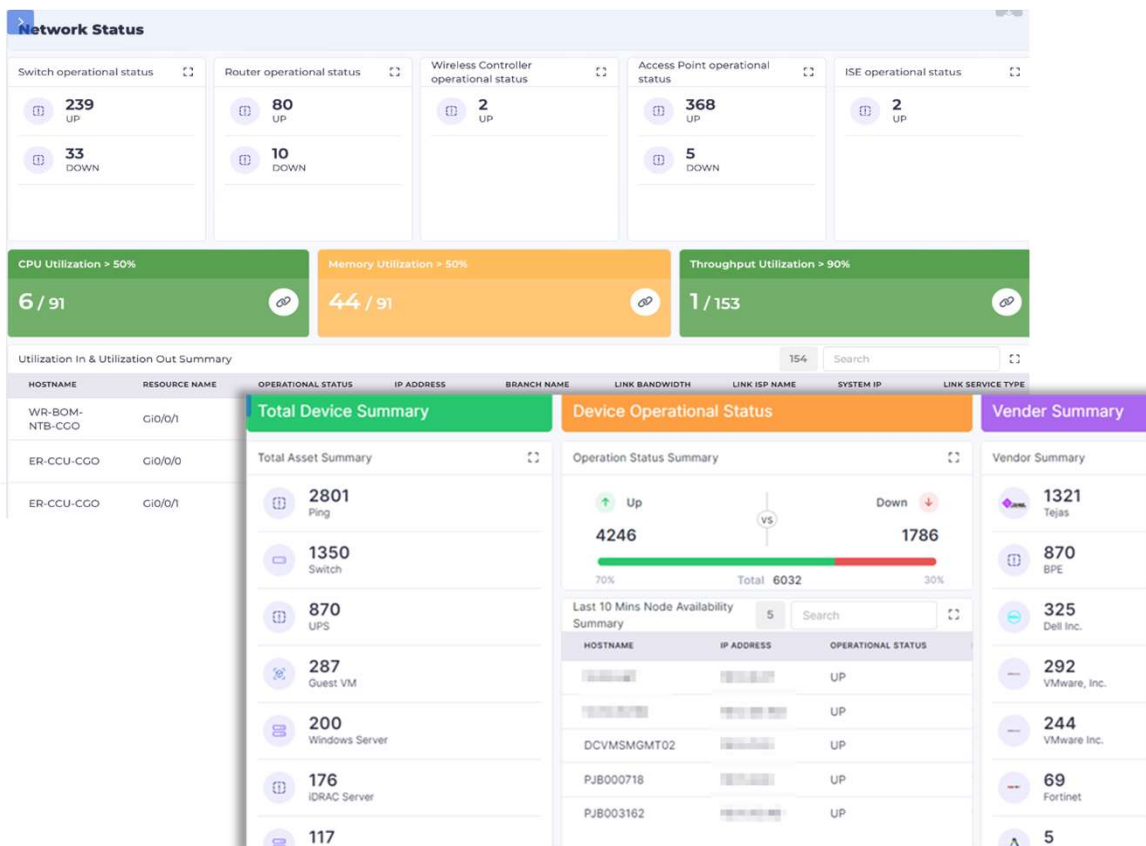 Network Status
Switch operational status
239
UP
33
DOWN
Router operational status
80
UP
10
DOWN
Wireless Controller
operational status
2
UP
Access Point operational
status
368
UP
5
DOWN
ISE operational status
2
UP
CPU Utilization > 50%
6 / 91
Memory Utilization > 50%
44 / 91
Throughput Utilization > 90%
1 / 153
Utilization In & Utilization Out Summary
154
Search
HOSTNAME RESOURCE NAME OPERATIONAL STATUS IP ADDRESS BRANCH NAME LINK BANDWIDTH LINK ISP NAME SYSTEM IP LINK SERVICE TYPE
WR-BOM-
NTB-CGO
Gi0/0/1
ER-CCU-CGO Gi0/0/0
ER-CCU-CGO Gi0/0/1
Total Device Summary
Total Asset Summary
2801
Ping
1350
Switch
870
UPS
287
Guest VM
200
Windows Server
176
iDRAC Server
117
Device Operational Status
Operation Status Summary
Up
4246
VS
Down
1786
70% Total 6032 30%
Last 10 Mins Node Availability
Summary
5
Search
HOSTNAME IP ADDRESS OPERATIONAL STATUS
UP
UP
DCVMSMGMT02 UP
PJB000718 UP
PJB003162 UP
Vender Summary
Vendor Summary
1321
Tejas
870
BPE
325
Dell Inc.
292
VMware, Inc.
244
VMware Inc.
69
Fortinet
5